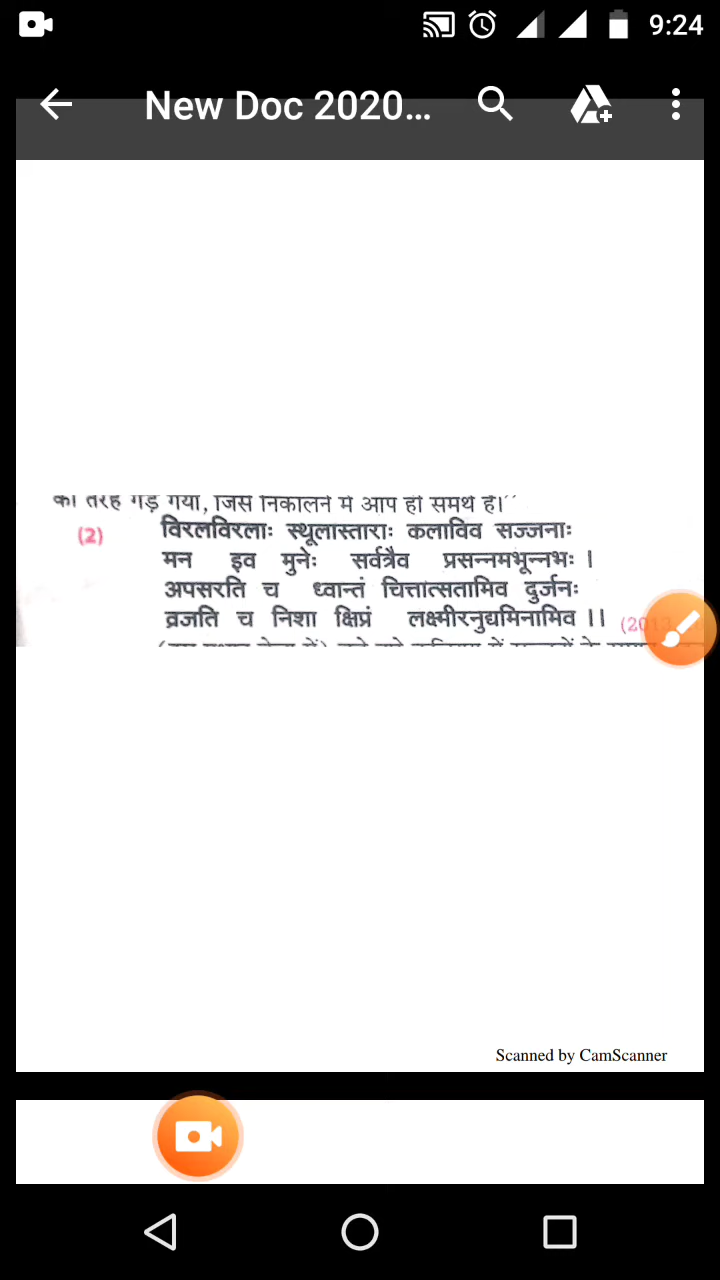 9:24
New Doc 2020...
की तरह गड़ गया, जिसे निकालने में आप ही समर्थ हैं।''
(2) विरलविरलाः स्थूलास्ताराः कलाविव सज्जनाः
मन इव मुनेः सर्वत्रैव प्रसन्नमभून्नभः ।
अपसरति च ध्वान्तं चित्तात्सतामिव दुर्जनः
व्रजति च निशा क्षिप्रं लक्ष्मीरनुद्यमिनामिव ।।
Scanned by CamScanner